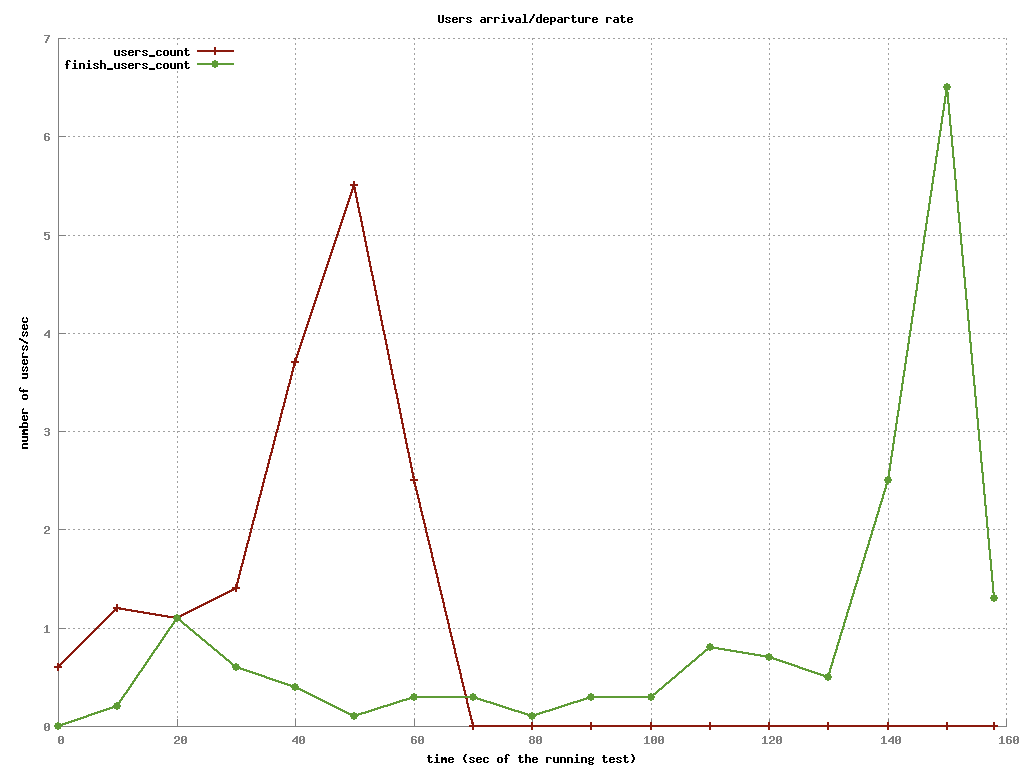 Users arrival/departure rate
users_count
finish_users_count
number of users/sec
7
6
5
4
3
2
1
0
0 20 40 60 80 100 120 140 160
time (sec of the running test)